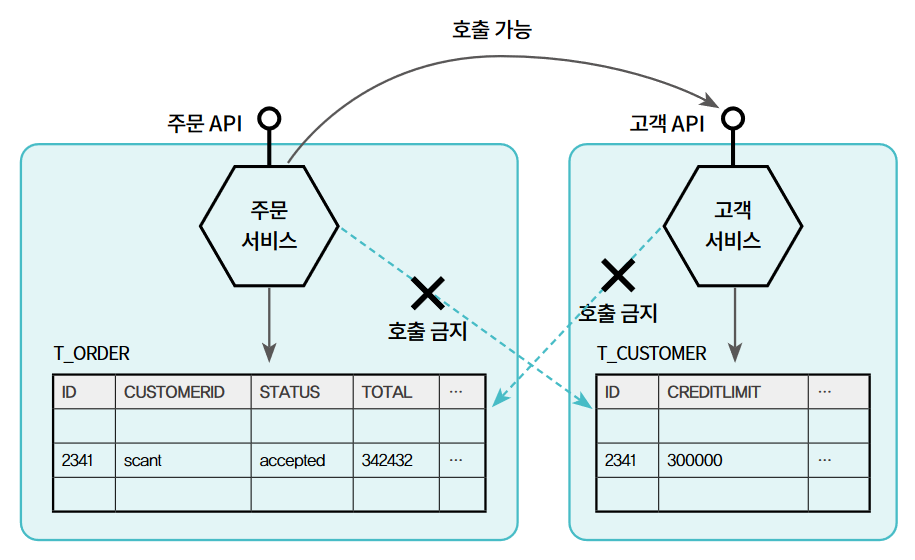 호출 가능
주문 API
고객 API
주문
서비스
고객
서비스
호출 금지
호출 금지
T_ORDER
ID CUSTOMERID STATUS TOTAL ...
2341 scant accepted 342432 ...
T_CUSTOMER
ID CREDITLIMIT ...
2341 300000 ...